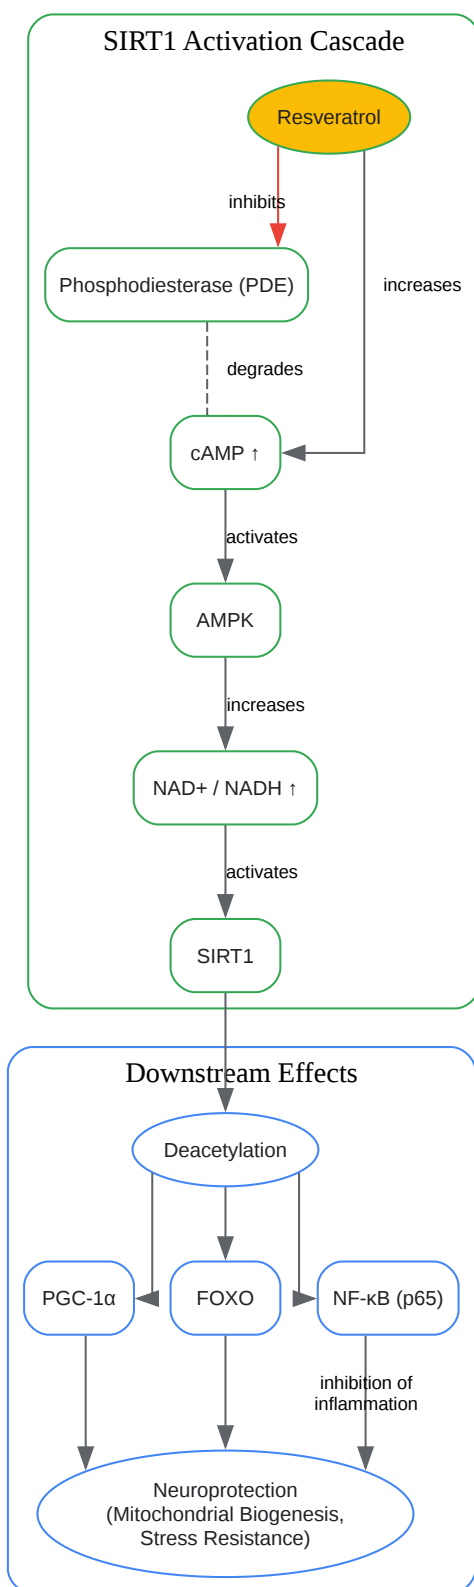 SIRT1 Activation Cascade
Resveratrol
inhibits
Phosphodiesterase (PDE)
increases
degrades
cAMP ↑
activates
AMPK
increases
NAD+ / NADH ↑
activates
SIRT1
Downstream Effects
Deacetylation
PGC-1α
FOXO
NF-κB (p65)
inhibition of
inflammation
Neuroprotection
(Mitochondrial Biogenesis,
Stress Resistance)